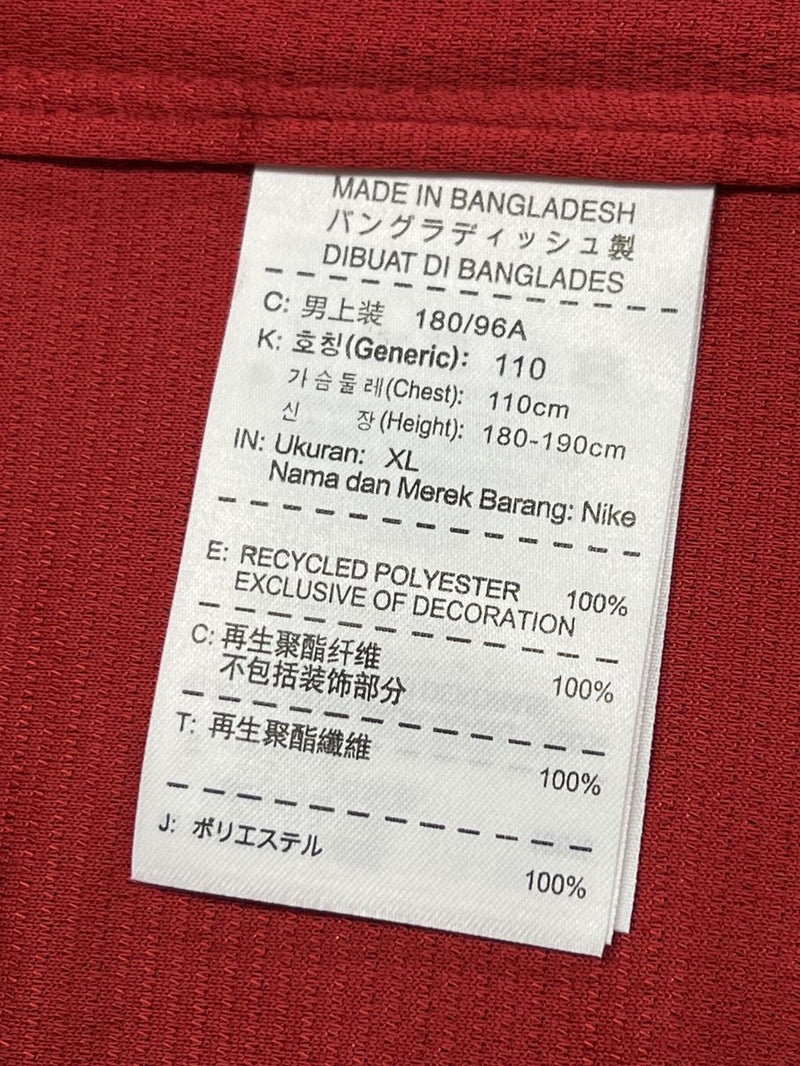 MADE IN BANGLADESH
バングラディッシュ製
DIBUAT DI BANGLADES
C: 男上装 180/96A
K: 호칭(Generic): 110
가슴둘레(Chest): 110cm
신 장(Height): 180-190cm
IN: Ukuran: XL
Nama dan Merek Barang: Nike
E: RECYCLED POLYESTER 100%
EXCLUSIVE OF DECORATION
C: 再生聚酯纤维
不包括装饰部分 100%
T: 再生聚酯纖維 100%
J: ポリエステル 100%